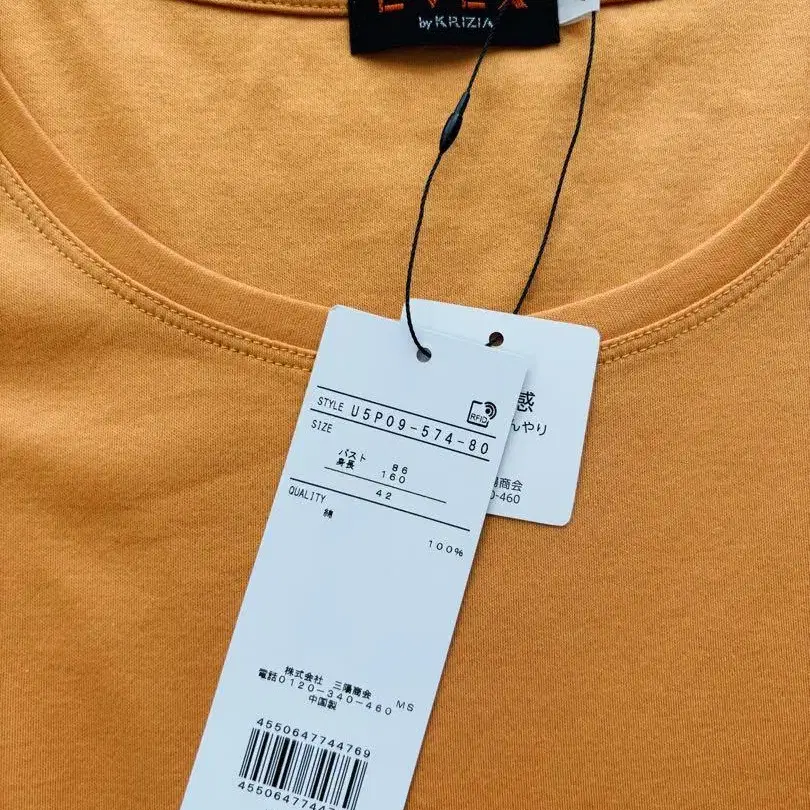 by KRIZIA
STYLE U5P09-574-80
RFID
SIZE
バスト 86
身長 160
42
QUALITY
綿
100%
株式会社 三陽商会 MS
電話0120-340-460
中国製
4550647744769
感
んやり
陽商会
0-460